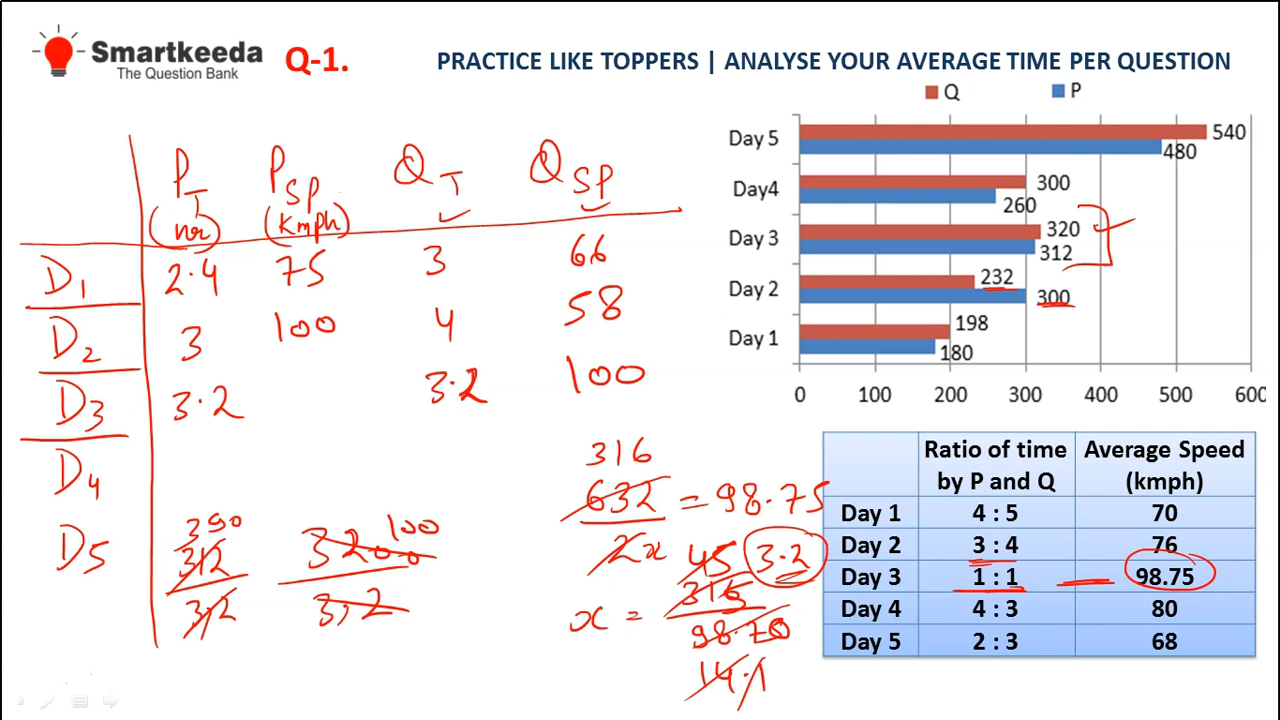 Smartkeeda
The Question Bank
Q-1.
PRACTICE LIKE TOPPERS | ANALYSE YOUR AVERAGE TIME PER QUESTION
Q P
Day 5 540
480
Day4 300
260
Day 3 320
312
Day 2 232
300
Day 1 198
180
0 100 200 300 400 500 600
P_T (hr) P_SP (Kmph) Q_T Q_SP
D1 2.4 75 3 66
D2 3 100 4 58
D3 3.2 3.2 100
D4
D5
390
312
3.2
100
3200
3.2
316
632 = 98.75
2x
45 3.2
x = 316
98.75
14.1
Ratio of time by P and Q Average Speed (kmph)
Day 1 4 : 5 70
Day 2 3 : 4 76
Day 3 1 : 1 98.75
Day 4 4 : 3 80
Day 5 2 : 3 68